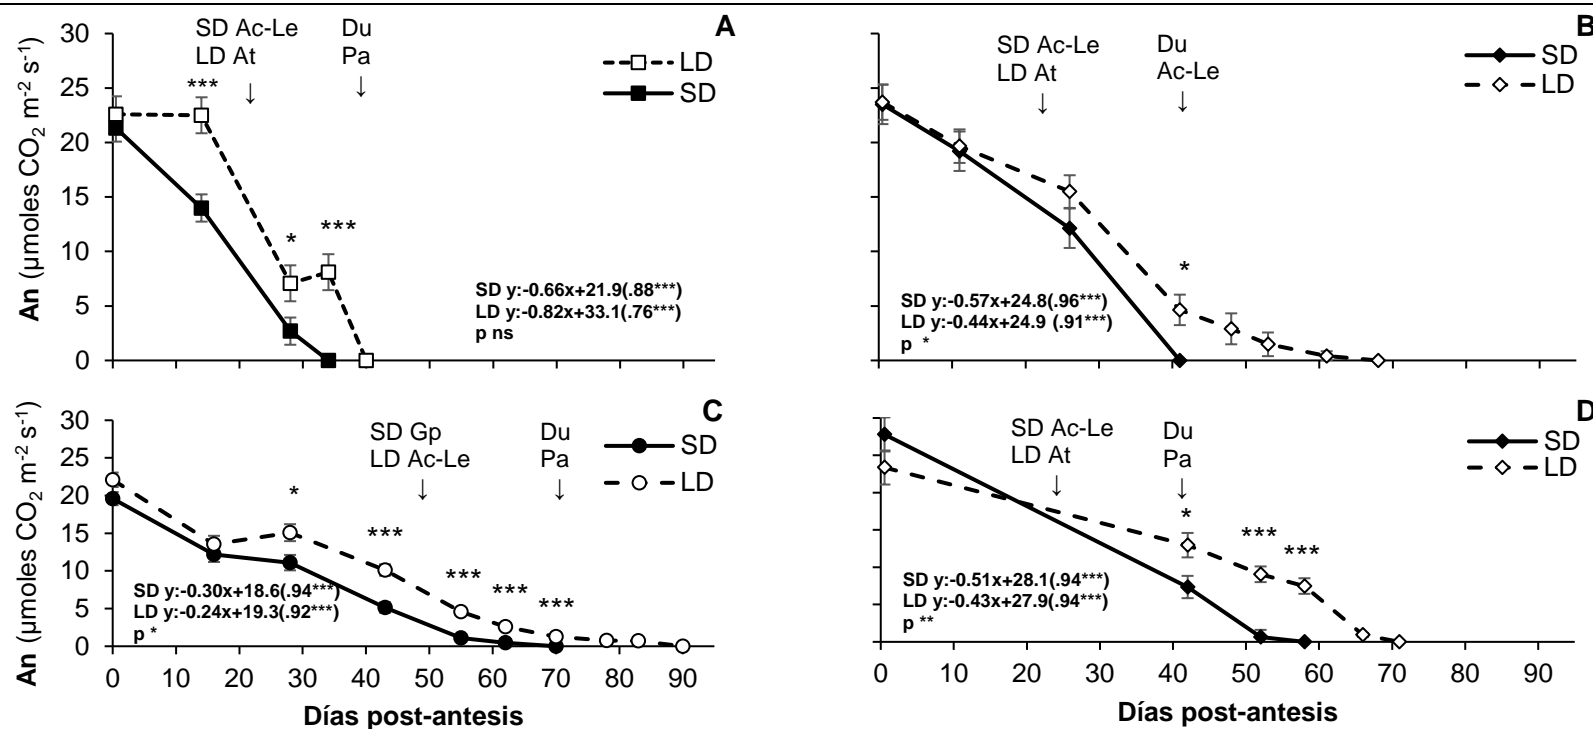 A
SD Ac-Le
LD At
Du
Pa
LD
SD
***
*
***
An (µmoles CO2 m-2 s-1)
30
25
20
15
10
5
0
SD y:-0.66x+21.9(.88***)
LD y:-0.82x+33.1(.76***)
p ns
B
SD Ac-Le
LD At
Du
Ac-Le
SD
LD
*
SD y:-0.57x+24.8(.96***)
LD y:-0.44x+24.9 (.91***)
p *
C
SD Gp
LD Ac-Le
Du
Pa
SD
LD
*
***
***
***
***
An (µmoles CO2 m-2 s-1)
30
25
20
15
10
5
0
SD y:-0.30x+18.6(.94***)
LD y:-0.24x+19.3(.92***)
p *
0 10 20 30 40 50 60 70 80 90
Días post-antesis
D
SD Ac-Le
LD At
Du
Pa
SD
LD
*
***
***
SD y:-0.51x+28.1(.94***)
LD y:-0.43x+27.9(.94***)
p **
0 10 20 30 40 50 60 70 80 90
Días post-antesis